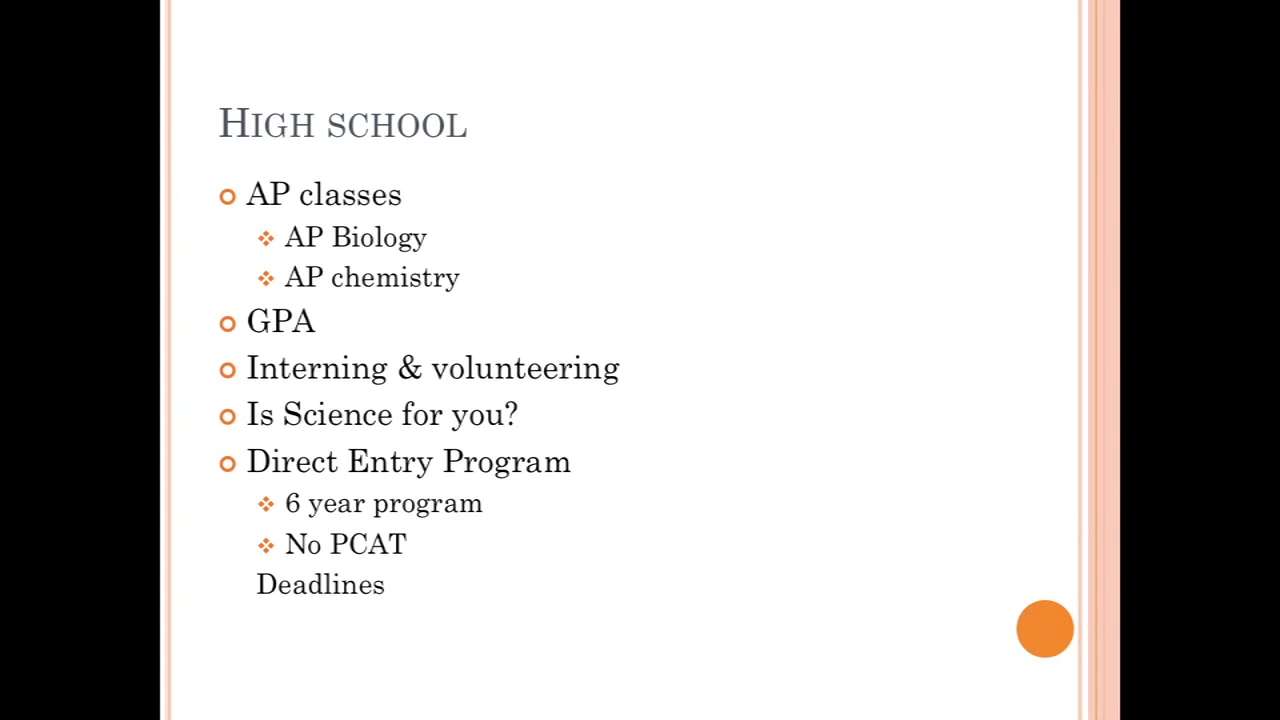 High school
AP classes
AP Biology
AP chemistry
GPA
Interning & volunteering
Is Science for you?
Direct Entry Program
6 year program
No PCAT
Deadlines